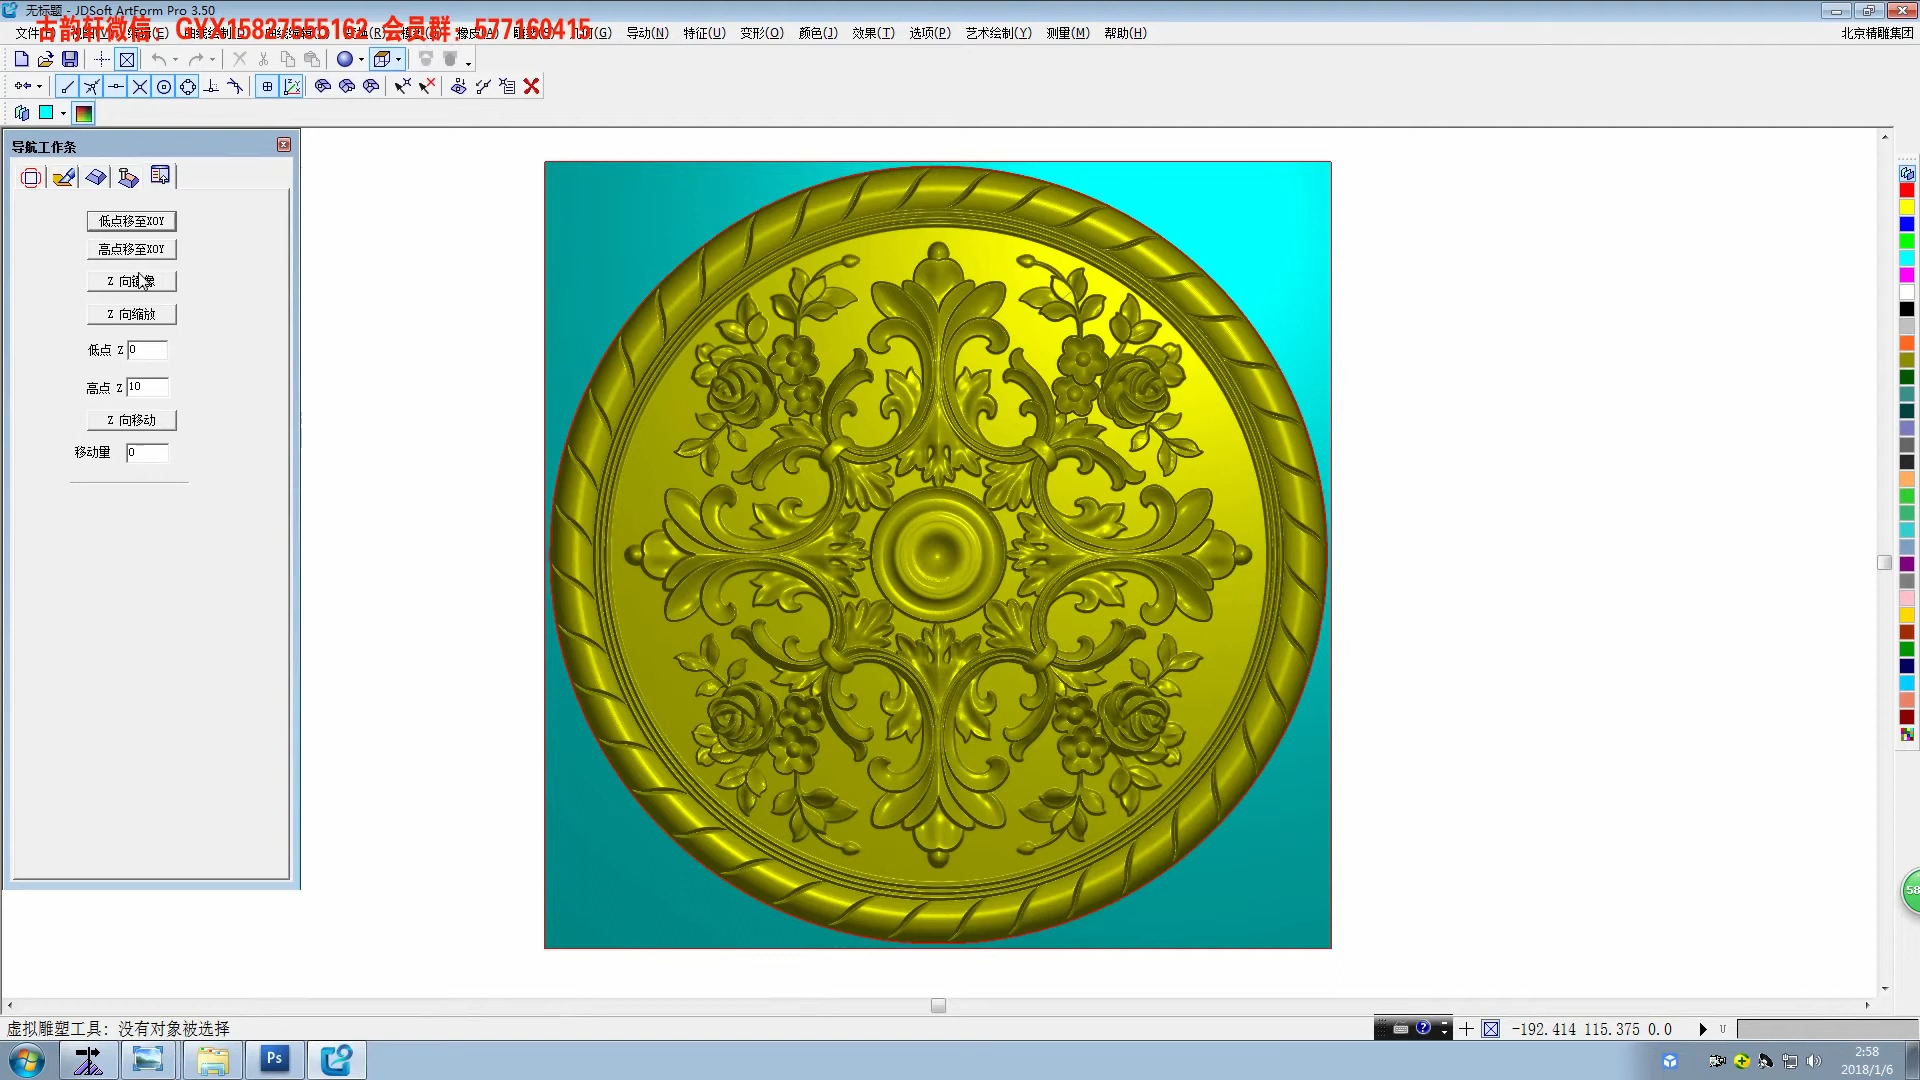 无标题 - JDSoft ArtForm Pro 3.50
古韵轩微信：GYX15827555162 会员群：577160415
导动(N) 特征(U) 变形(O) 颜色(J) 效果(T) 选项(P) 艺术绘制(Y) 测量(M) 帮助(H) 北京精雕集团
导航工作条
低点移至XOY
高点移至XOY
Z 向镜象
Z 向缩放
低点 Z 0
高点 Z 10
Z 向移动
移动量 0
58
虚拟雕塑工具: 没有对象被选择
-192.414 115.375 0.0
Ps
2:58
2018/1/6